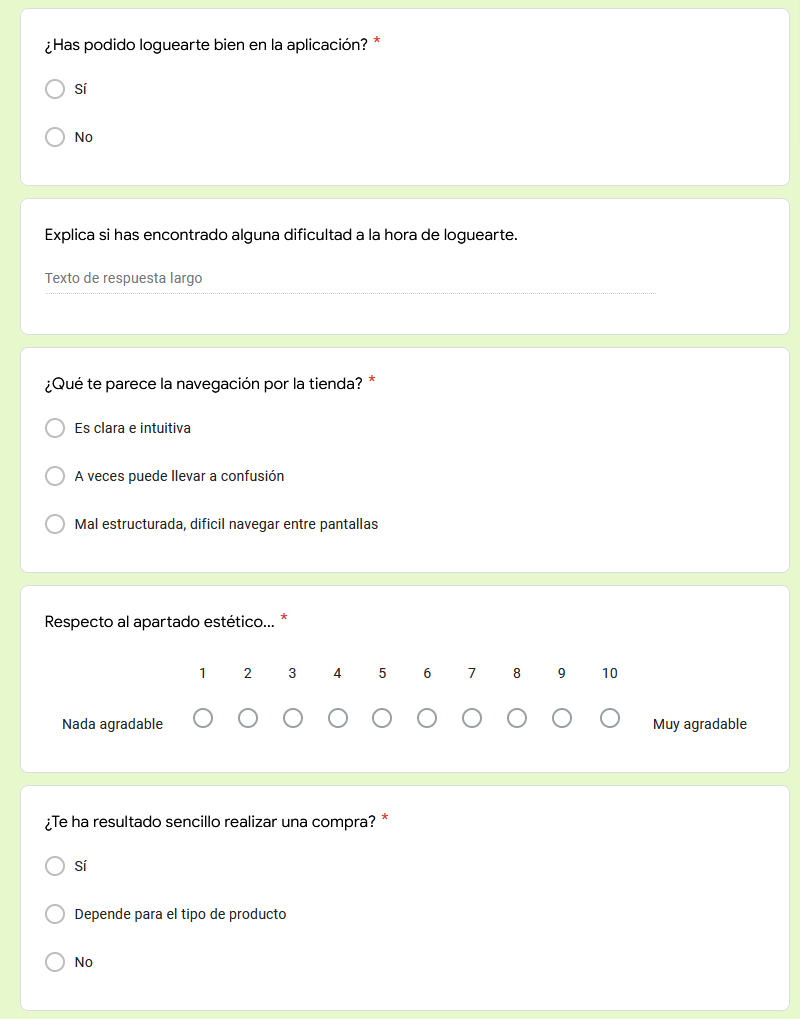 ¿Has podido loguearte bien en la aplicación? *
Sí
No
Explica si has encontrado alguna dificultad a la hora de loguearte.
Texto de respuesta largo
¿Qué te parece la navegación por la tienda? *
Es clara e intuitiva
A veces puede llevar a confusión
Mal estructurada, dificil navegar entre pantallas
Respecto al apartado estético... *
1 2 3 4 5 6 7 8 9 10
Nada agradable Muy agradable
¿Te ha resultado sencillo realizar una compra? *
Sí
Depende para el tipo de producto
No